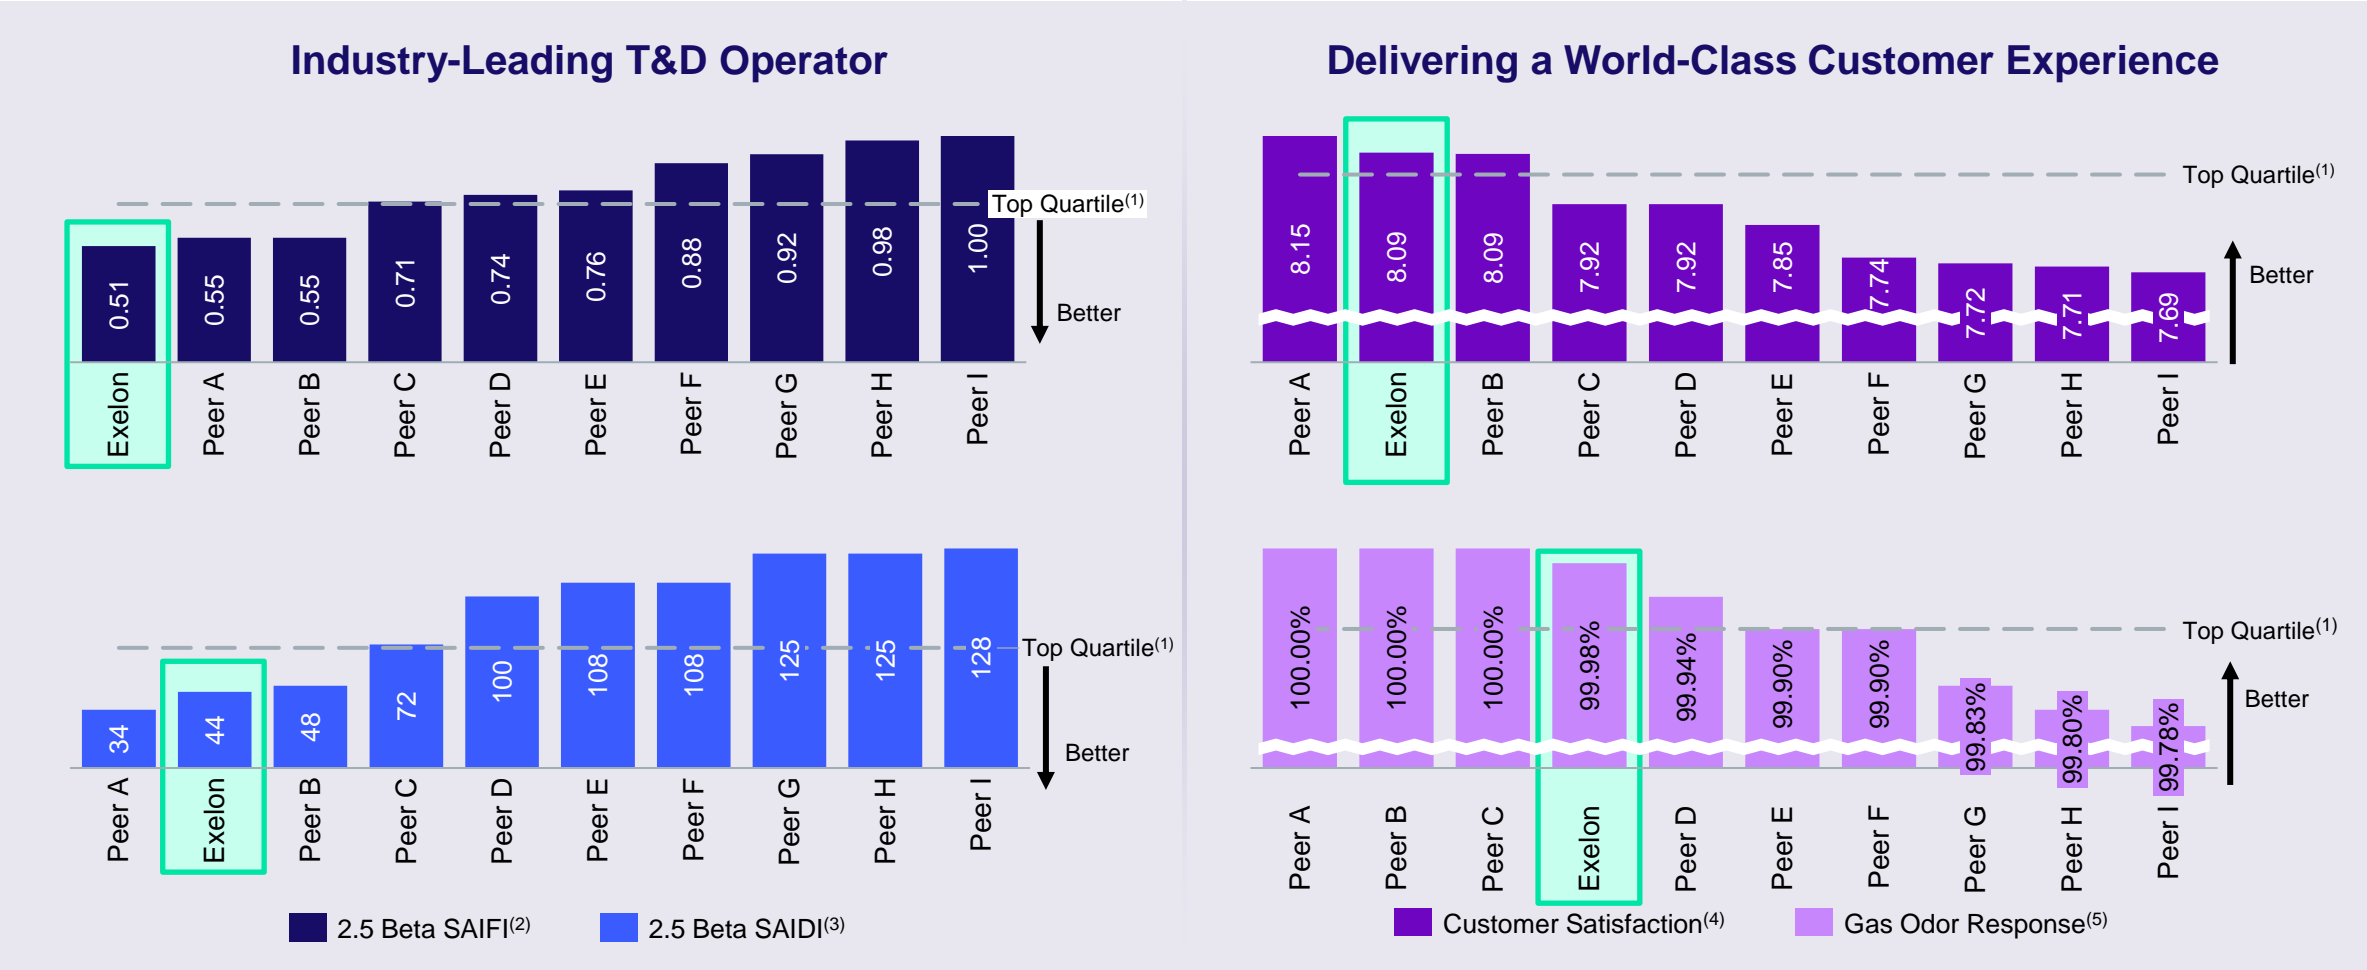 Industry-Leading T&D Operator
0.51
0.55
0.55
0.71
0.74
0.76
0.88
0.92
0.98
1.00
Top Quartile(1)
Better
Exelon
Peer A
Peer B
Peer C
Peer D
Peer E
Peer F
Peer G
Peer H
Peer I
34
44
48
72
100
108
108
125
125
128
Top Quartile(1)
Better
Peer A
Exelon
Peer B
Peer C
Peer D
Peer E
Peer F
Peer G
Peer H
Peer I
2.5 Beta SAIFI(2)
2.5 Beta SAIDI(3)
Delivering a World-Class Customer Experience
8.15
8.09
8.09
7.92
7.92
7.85
7.74
7.72
7.71
7.69
Top Quartile(1)
Better
Peer A
Exelon
Peer B
Peer C
Peer D
Peer E
Peer F
Peer G
Peer H
Peer I
100.00%
100.00%
100.00%
99.98%
99.94%
99.90%
99.90%
99.83%
99.80%
99.78%
Top Quartile(1)
Better
Peer A
Peer B
Peer C
Exelon
Peer D
Peer E
Peer F
Peer G
Peer H
Peer I
Customer Satisfaction(4)
Gas Odor Response(5)